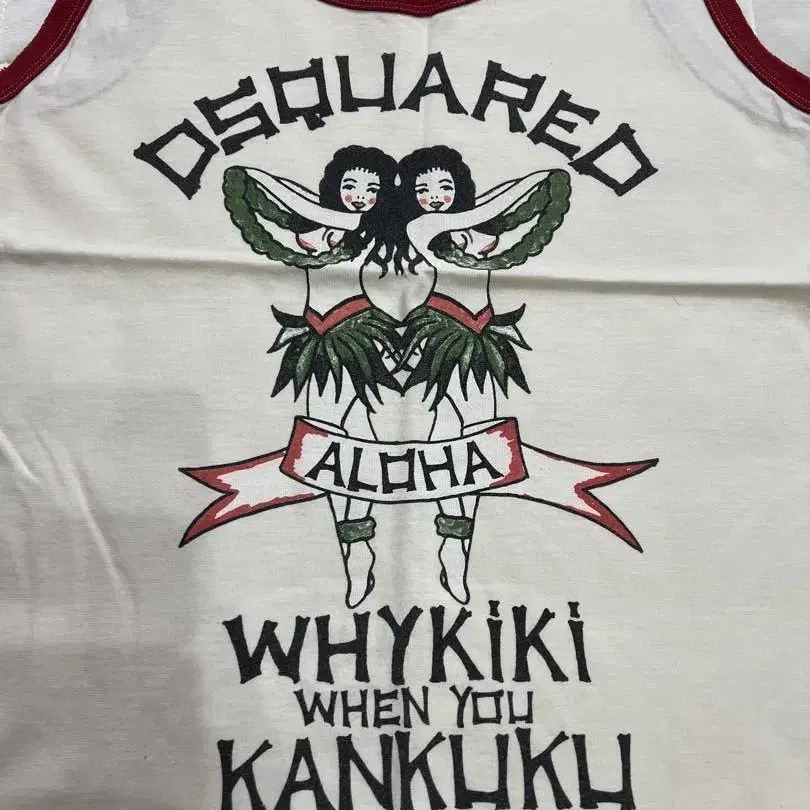 DSQUARED
ALOHA
WHYKiKi
WHEN YOU
KANKUKU